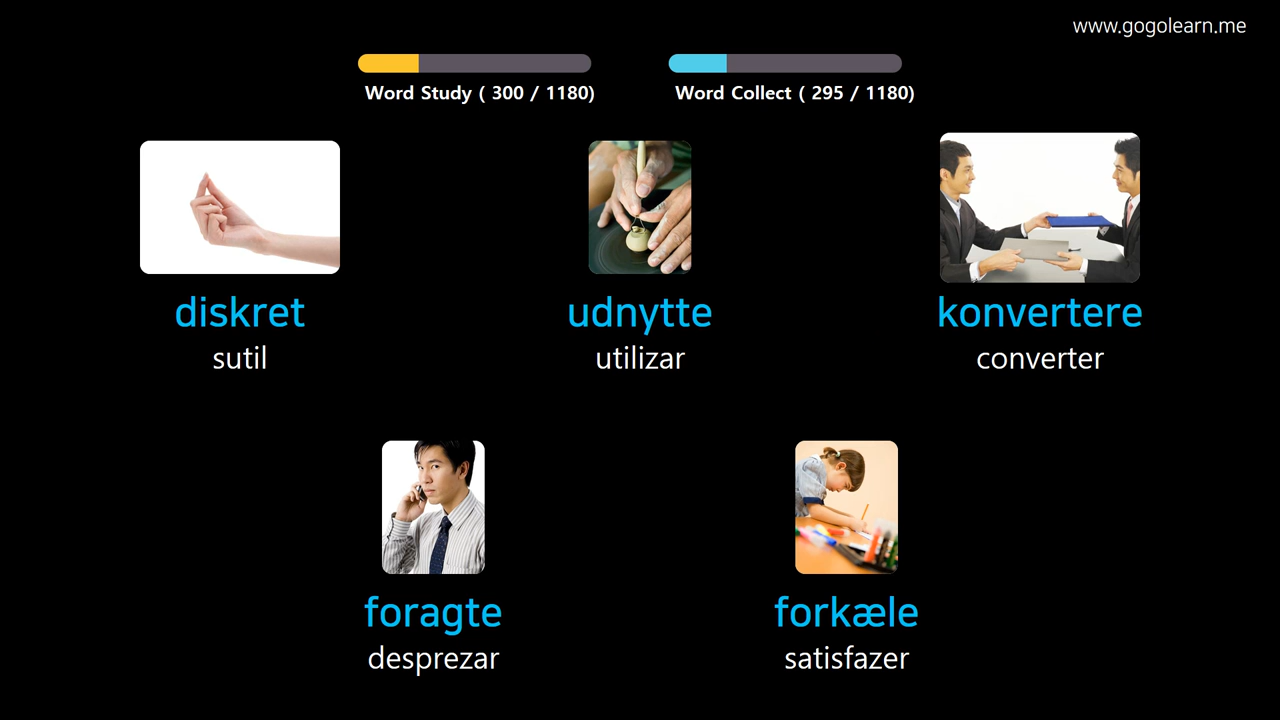 www.gogolearn.me
Word Study ( 300 / 1180)
Word Collect ( 295 / 1180)
diskret
sutil
udnytte
utilizar
konvertere
converter
foragte
desprezar
forkæle
satisfazer